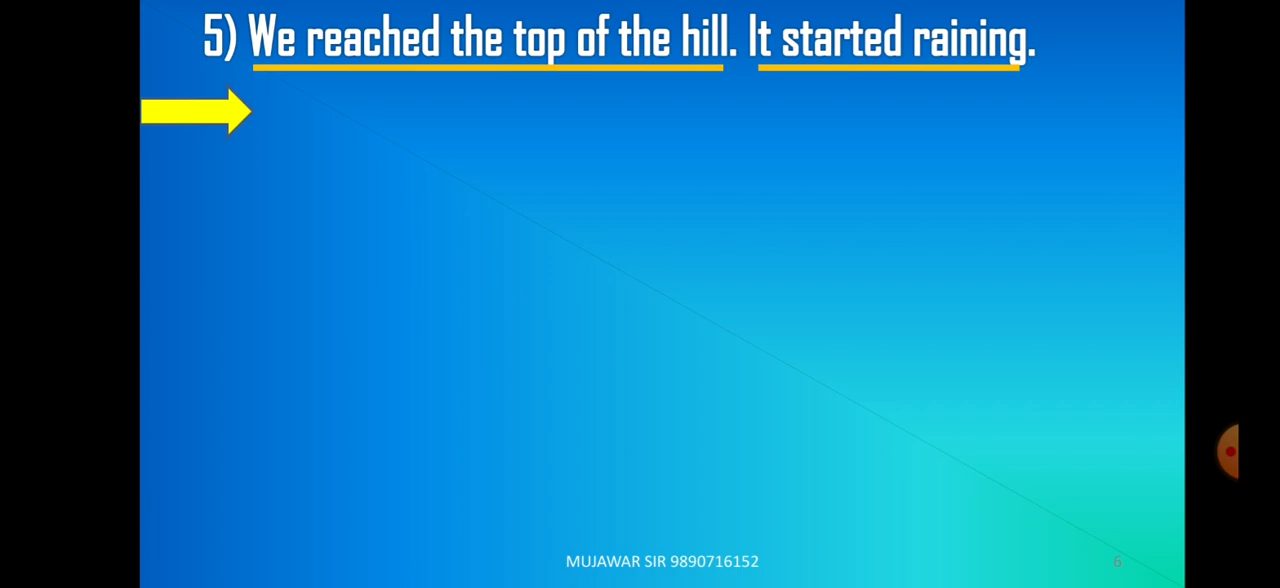 5) We reached the top of the hill. It started raining.
MUJAWAR SIR 9890716152
6